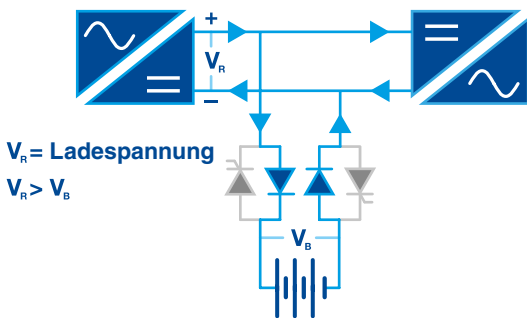 +
V_R
–
V_R = Ladespannung
V_R > V_B
V_B